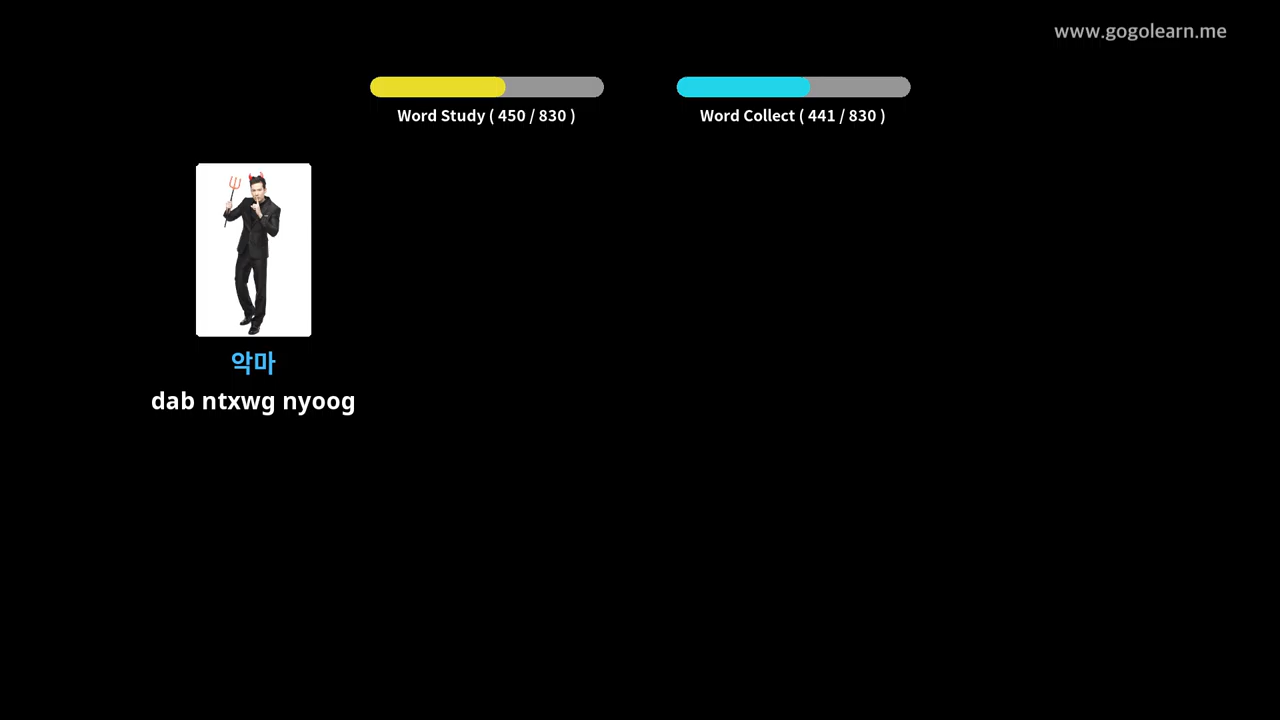 www.gogolearn.me
Word Study ( 450 / 830 )
Word Collect ( 441 / 830 )
악마
dab ntxwg nyoog